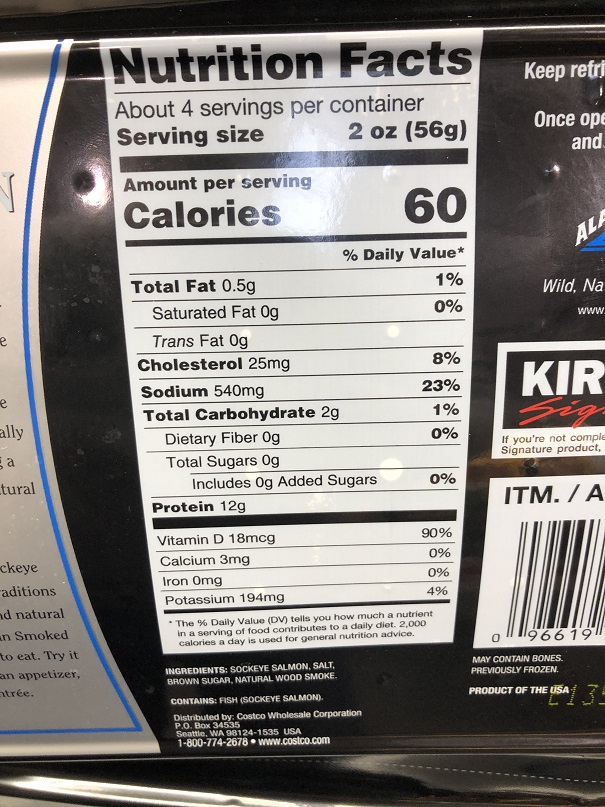 Nutrition Facts
About 4 servings per container
Serving size 2 oz (56g)
Amount per serving
Calories 60
% Daily Value*
Total Fat 0.5g 1%
Saturated Fat 0g 0%
Trans Fat 0g
Cholesterol 25mg 8%
Sodium 540mg 23%
Total Carbohydrate 2g 1%
Dietary Fiber 0g 0%
Total Sugars 0g
Includes 0g Added Sugars 0%
Protein 12g
Vitamin D 18mcg 90%
Calcium 3mg 0%
Iron 0mg 0%
Potassium 194mg 4%
* The % Daily Value (DV) tells you how much a nutrient
in a serving of food contributes to a daily diet. 2,000
calories a day is used for general nutrition advice.
INGREDIENTS: SOCKEYE SALMON, SALT,
BROWN SUGAR, NATURAL WOOD SMOKE.
CONTAINS: FISH (SOCKEYE SALMON).
Distributed by: Costco Wholesale Corporation
P.O. Box 34535
Seattle, WA 98124-1535 USA
1-800-774-2678 • www.costco.com
N
e
e
ally
g a
tural
ckeye
raditions
nd natural
n Smoked
to eat. Try it
an appetizer,
ntrée.
Keep refri
Once ope
and
ALA
Wild, Na
www.
KIR
Sig
If you're not comple
Signature product,
ITM. / A
0 96619
MAY CONTAIN BONES.
PREVIOUSLY FROZEN.
PRODUCT OF THE USA